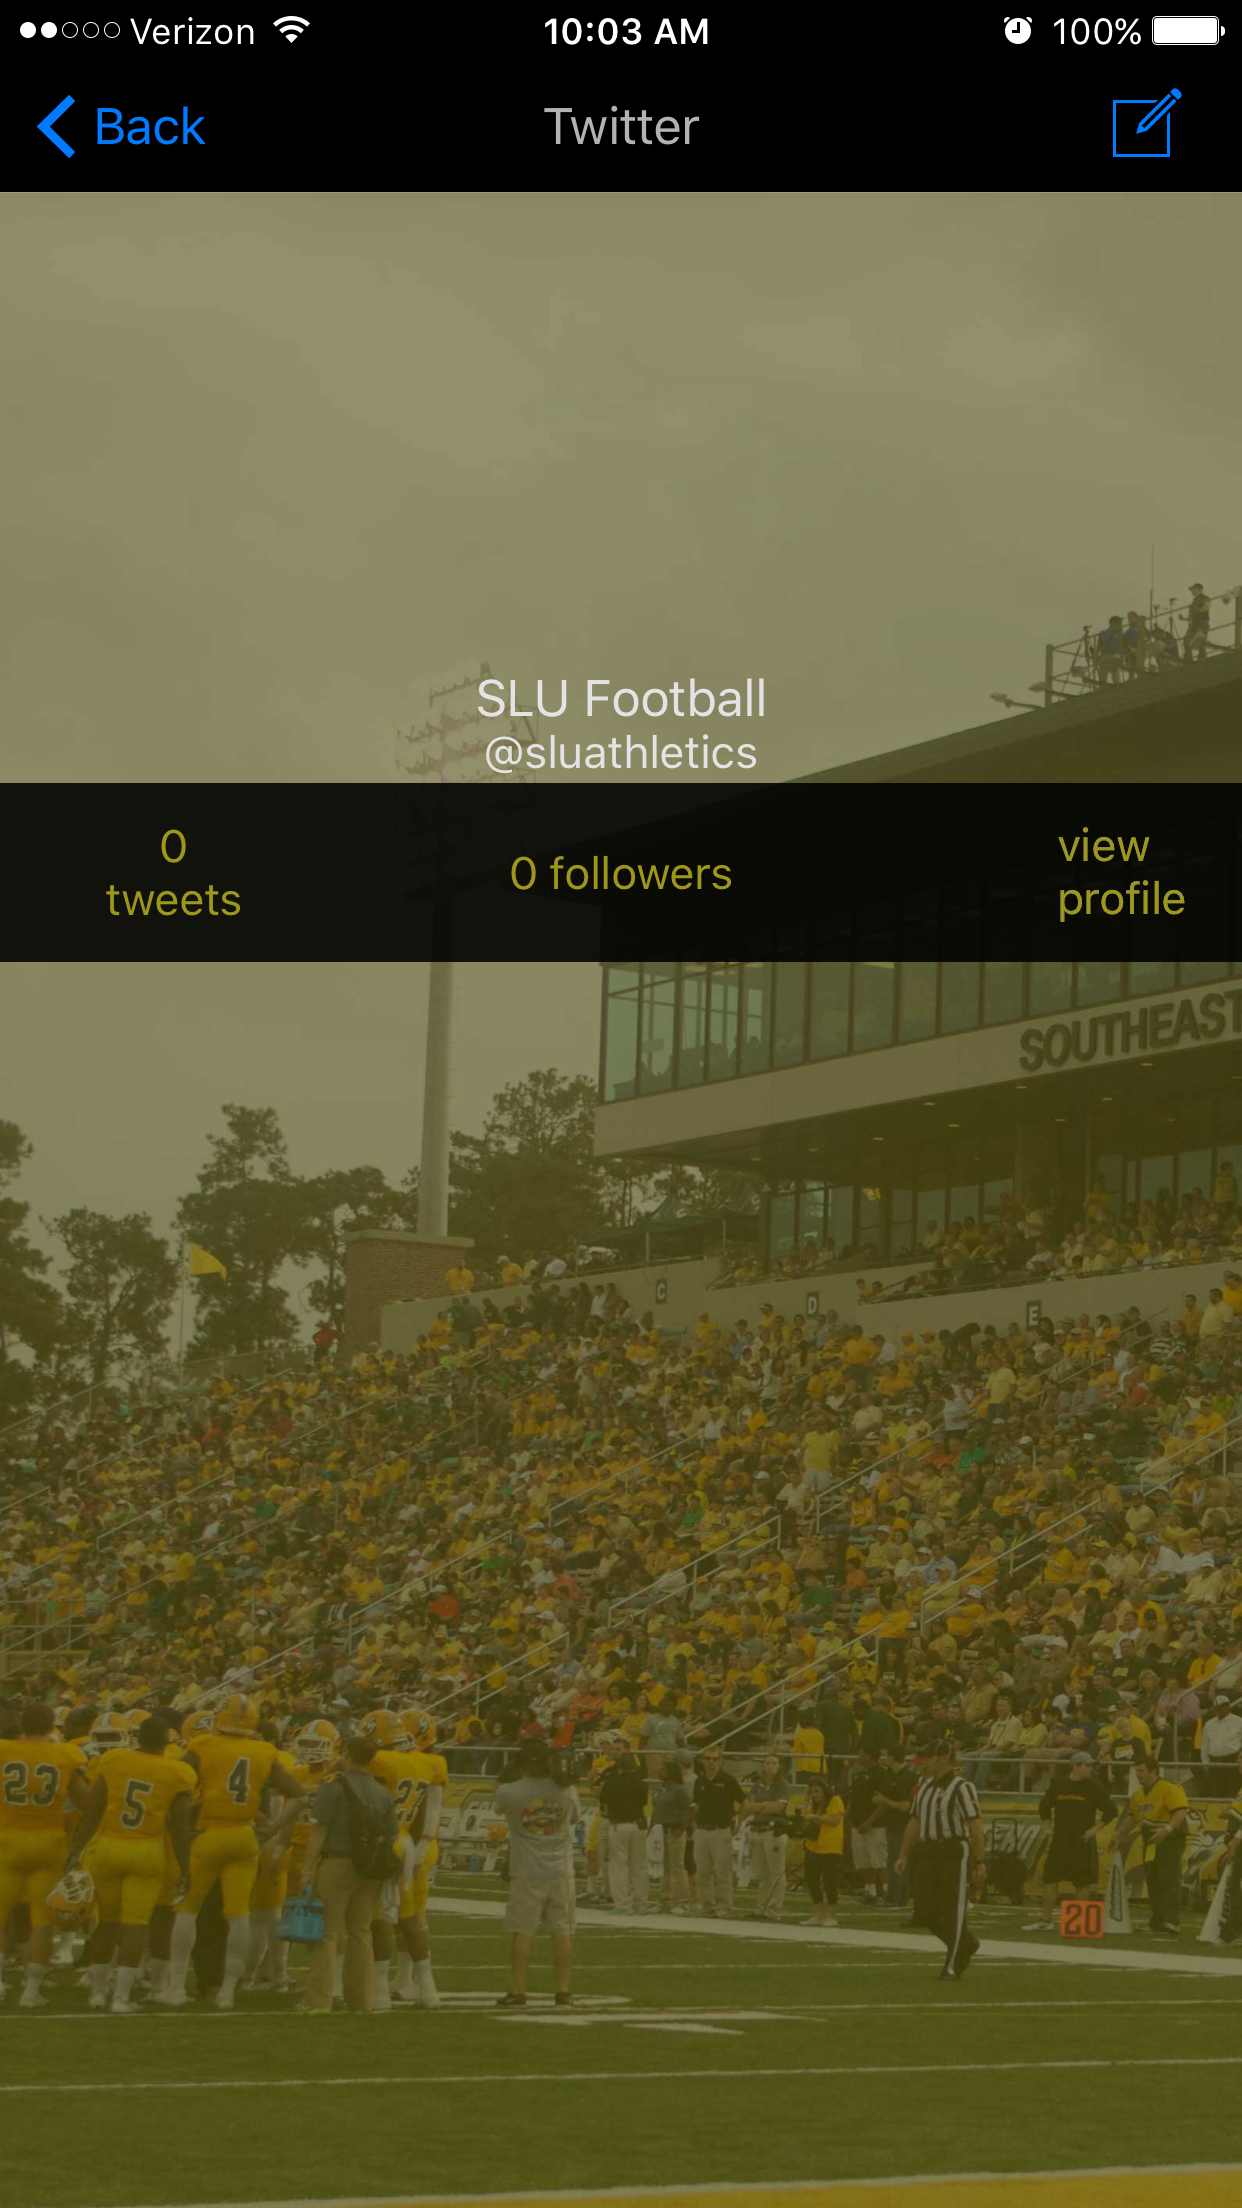 Verizon 10:03 AM 100%
Back Twitter
SLU Football
@sluathletics
0
tweets
0 followers
view
profile
SOUTHEAST
C D E
23 5 4 27
20